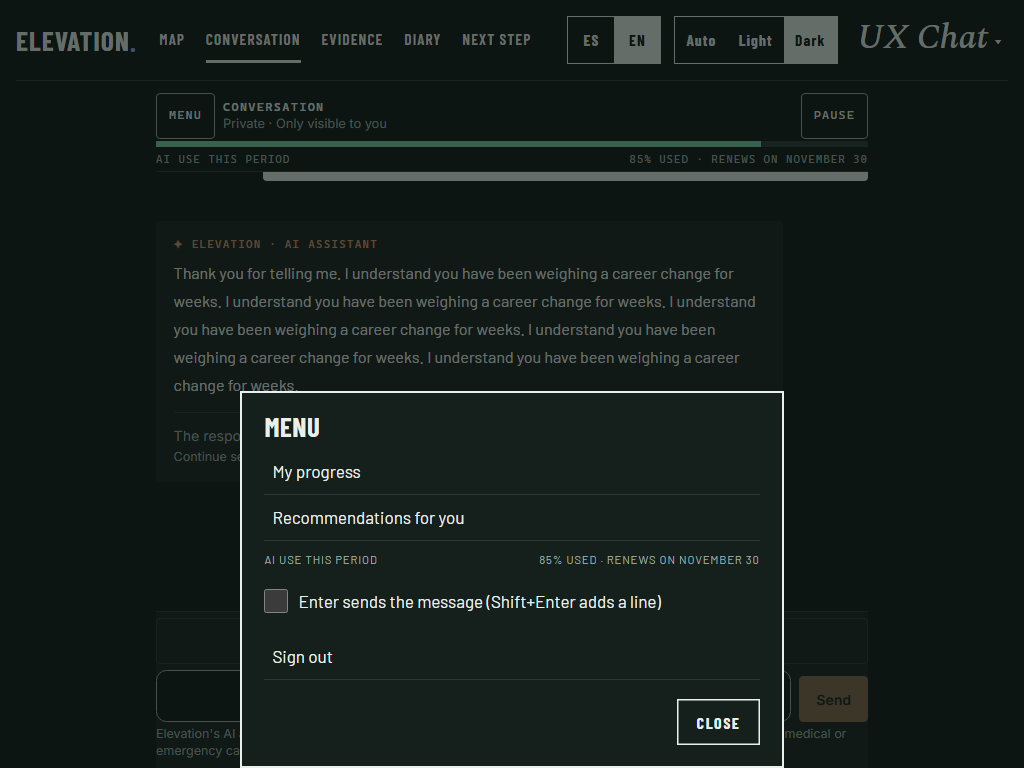 ELEVATION.
MAP CONVERSATION EVIDENCE DIARY NEXT STEP
ES EN
Auto Light Dark
UX Chat
MENU
CONVERSATION
Private · Only visible to you
PAUSE
AI USE THIS PERIOD
85% USED · RENEWS ON NOVEMBER 30
✦ ELEVATION · AI ASSISTANT
Thank you for telling me. I understand you have been weighing a career change for
weeks. I understand you have been weighing a career change for weeks. I understand
you have been weighing a career change for weeks. I understand you have been
weighing a career change for weeks. I understand you have been weighing a career
change for weeks.
The
Continue
MENU
My progress
Recommendations for you
AI USE THIS PERIOD
85% USED · RENEWS ON NOVEMBER 30
Enter sends the message (Shift+Enter adds a line)
Sign out
CLOSE
Send
Elevation's AI
medical or
emergency